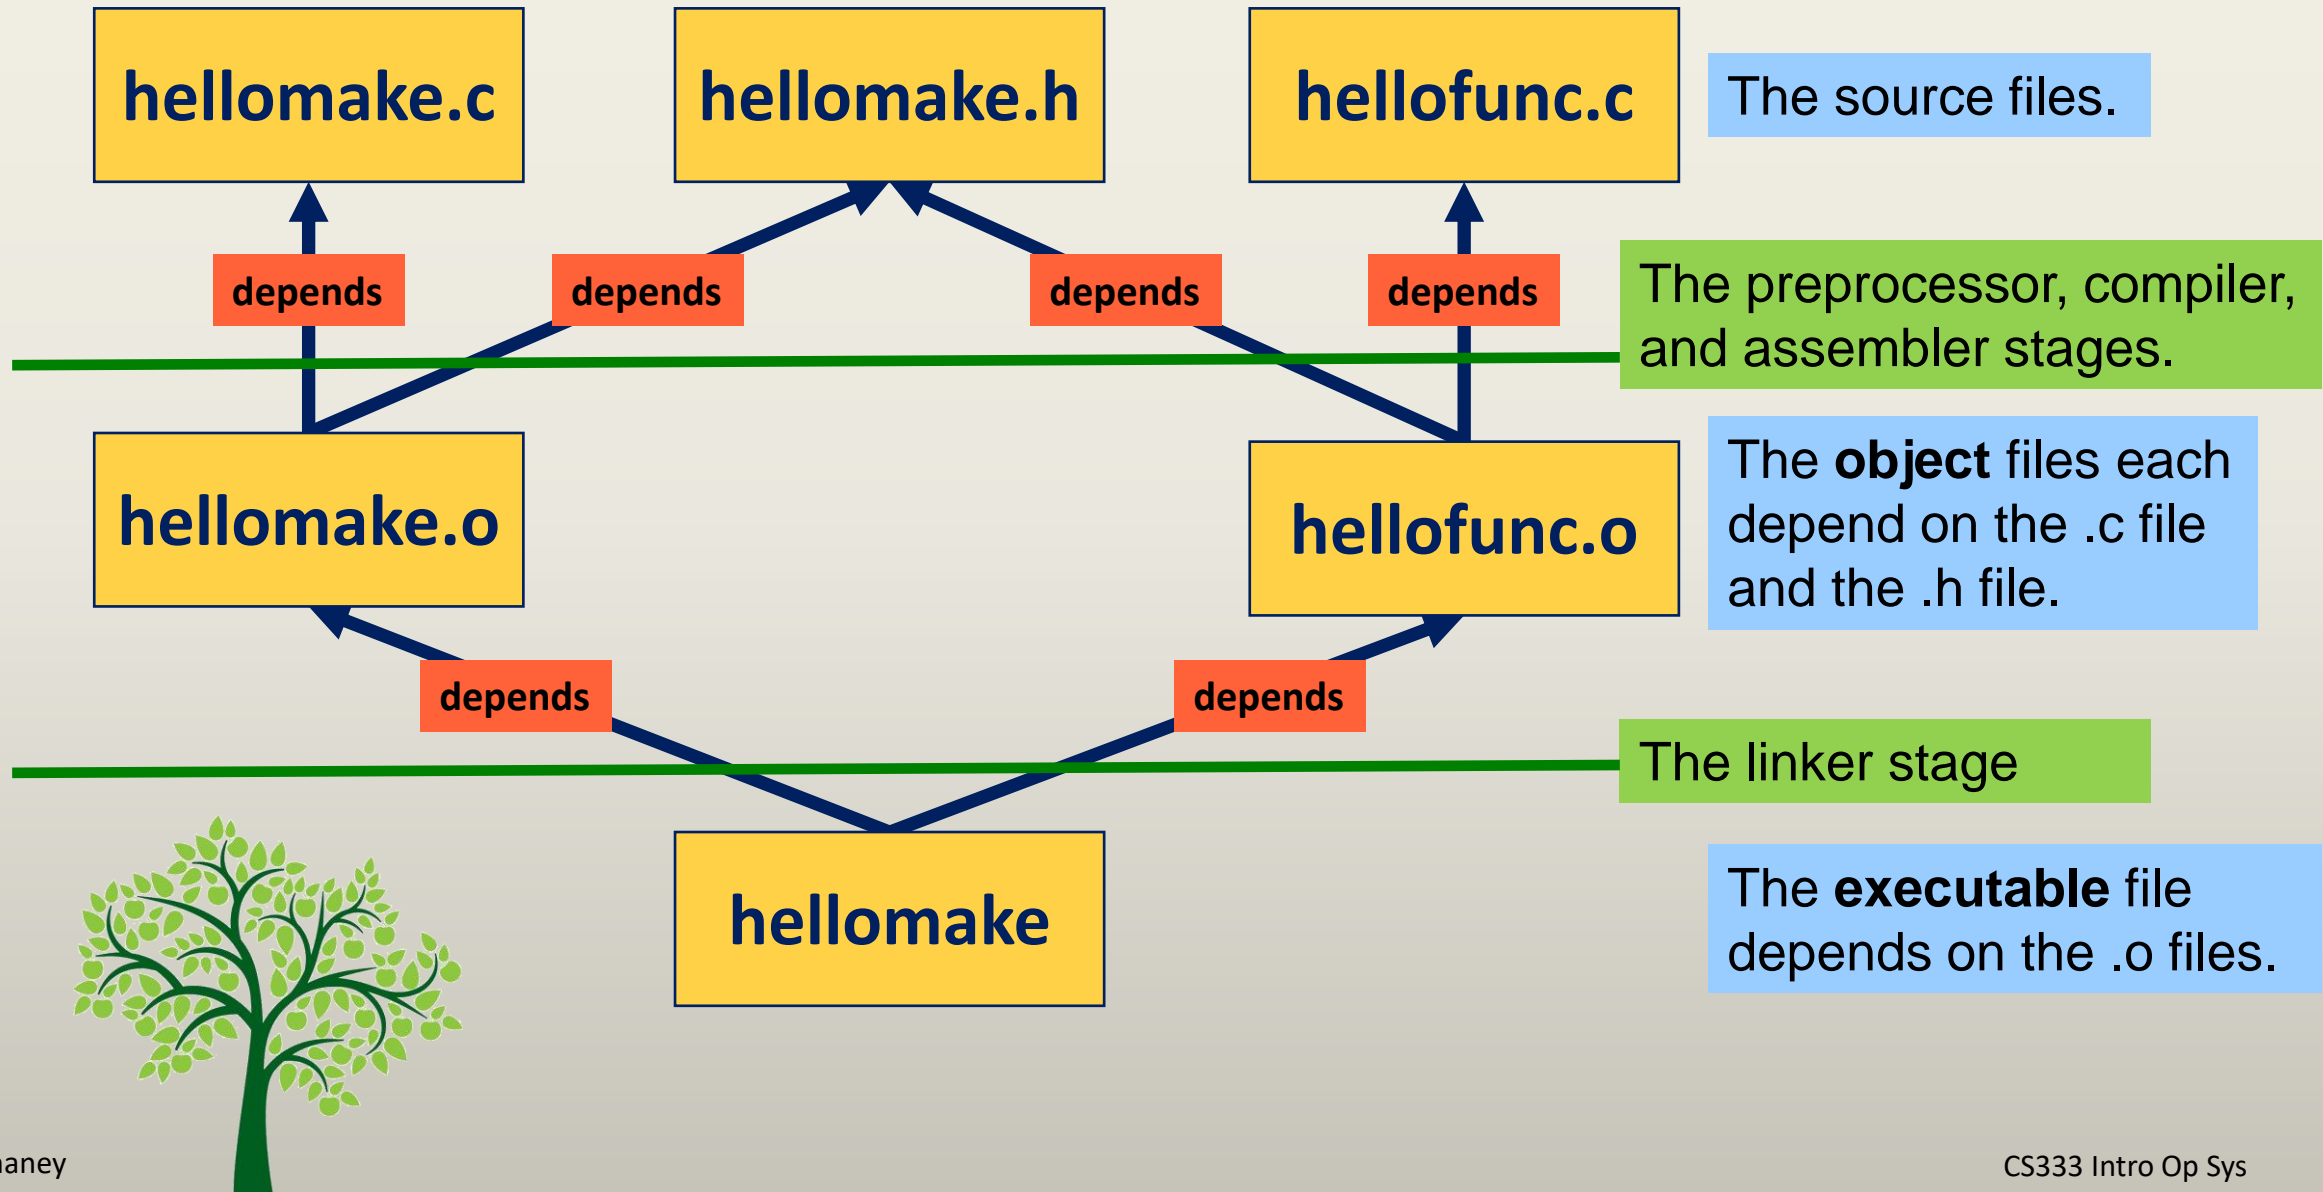 hellomake.c
hellomake.h
hellofunc.c
The source files.
depends
depends
depends
depends
The preprocessor, compiler,
and assembler stages.
hellomake.o
hellofunc.o
The object files each
depend on the .c file
and the .h file.
depends
depends
The linker stage
hellomake
The executable file
depends on the .o files.
CS333 Intro Op Sys